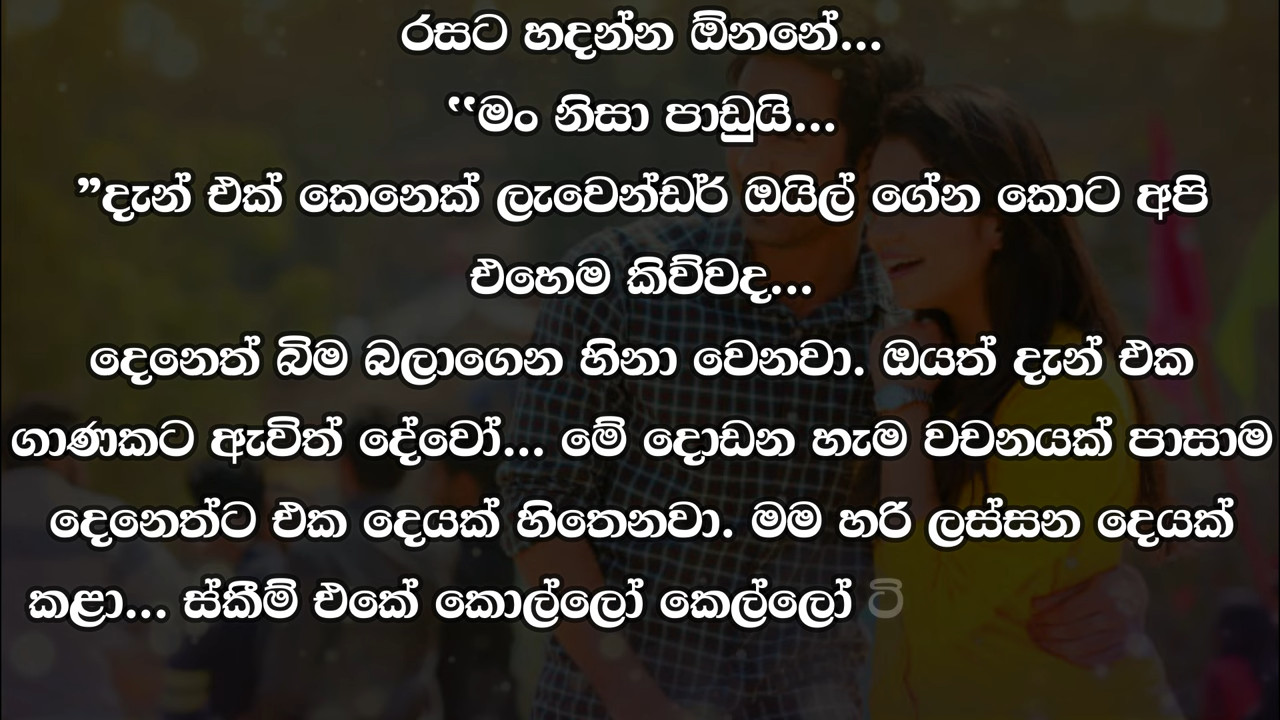 රසට හදන්න ඕනනේ...
“මං නිසා පාඩුයි...
”දැන් එක් කෙනෙක් ලැවෙන්ඩර් ඔයිල් ගේන කොට අපි
එහෙම කිව්වද...
දෙනෙත් බිම බලාගෙන හිනා වෙනවා. ඔයත් දැන් එක
ගාණකට ඇවිත් දේවෝ... මේ දොඩන හැම වචනයක් පාසාම
දෙනෙත්ට එක දෙයක් හිතෙනවා. මම හරි ලස්සන දෙයක්
කළා... ස්කීම් එකේ කොල්ලෝ කෙල්ලෝ ටි